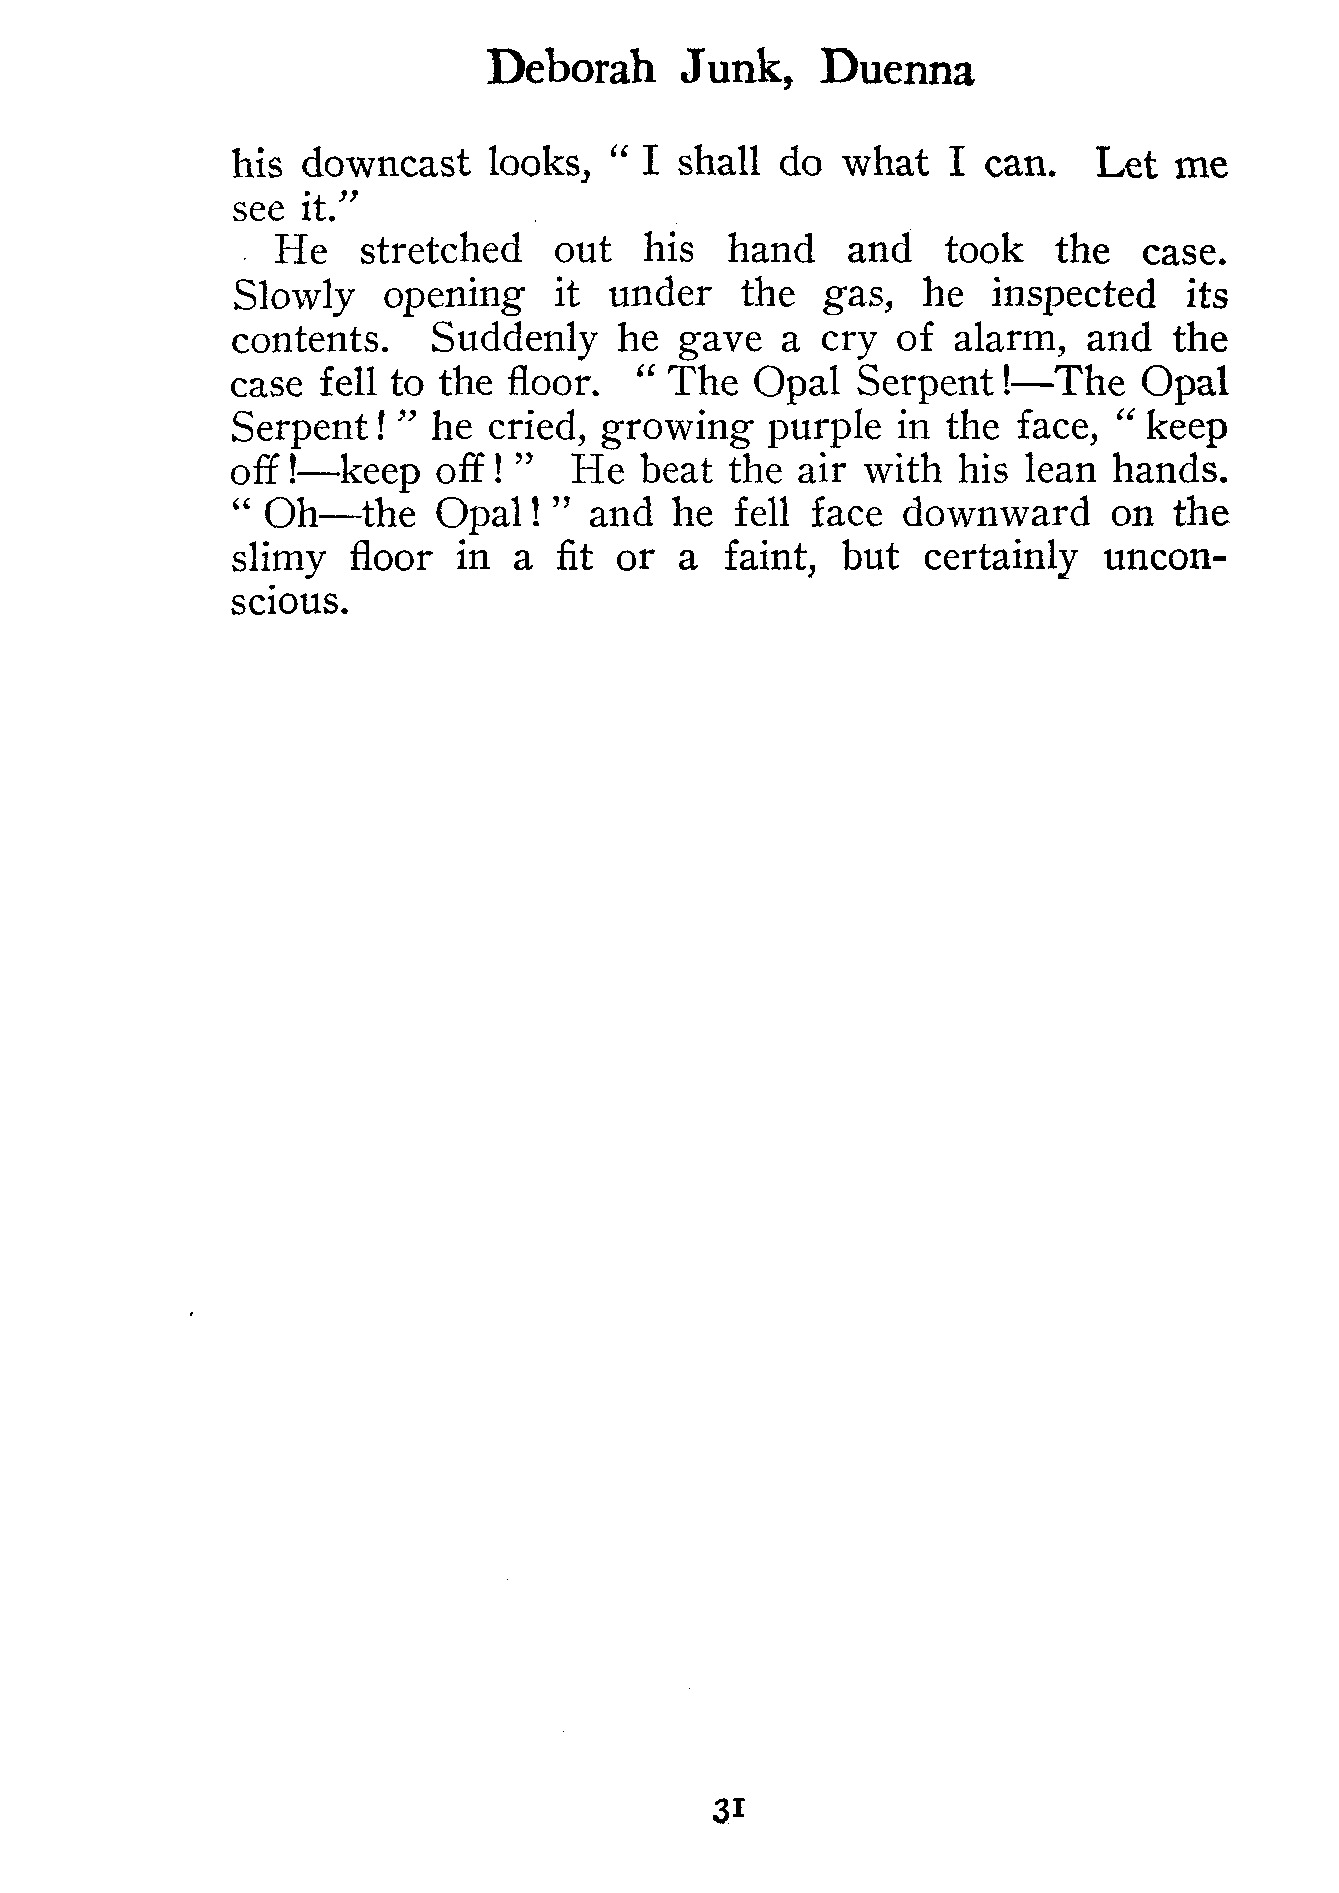 Deborah Junk, Duenna
his downcast looks, “ I shall do what I can. Let me
see it.”
He stretched out his hand and took the case.
Slowly opening it under the gas, he inspected its
contents. Suddenly he gave a cry of alarm, and the
case fell to the floor. “ The Opal Serpent !—The Opal
Serpent ! ” he cried, growing purple in the face, “ keep
off !—keep off ! ” He beat the air with his lean hands.
“ Oh—the Opal ! ” and he fell face downward on the
slimy floor in a fit or a faint, but certainly uncon-
scious.
31